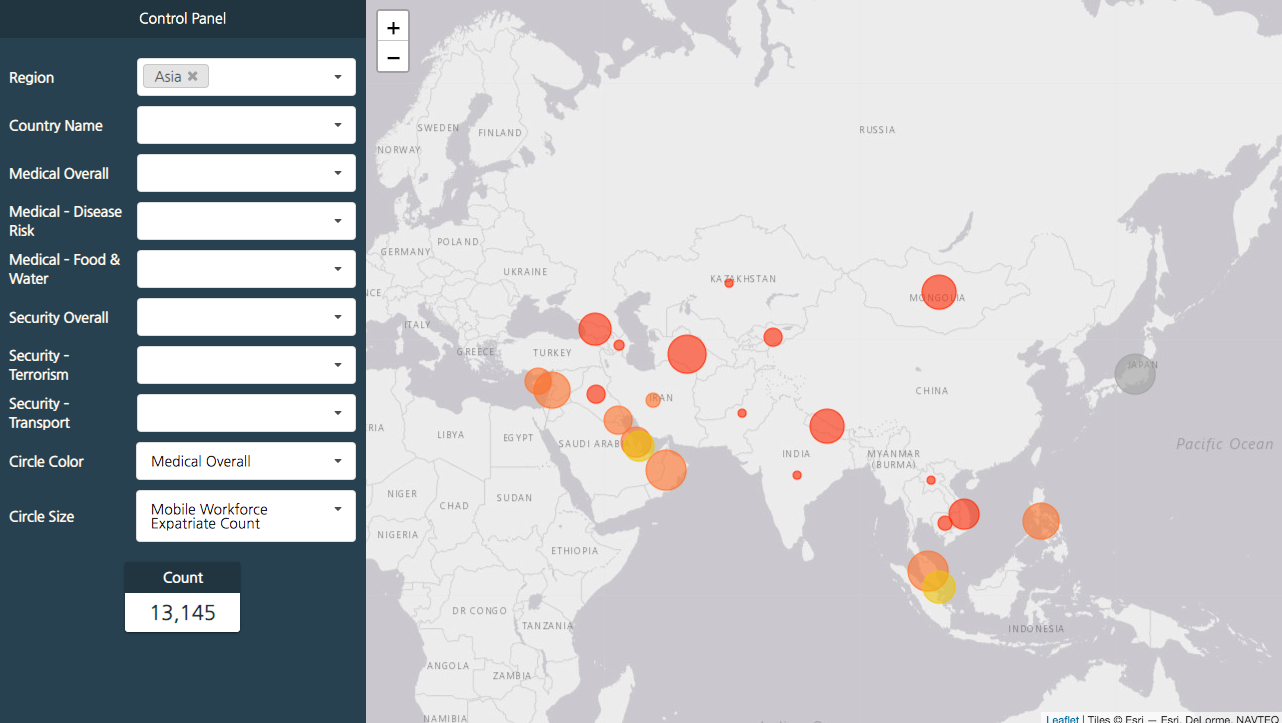 Control Panel
Region
Asia ✖
Country Name
Medical Overall
Medical - Disease
Risk
Medical - Food &
Water
Security Overall
Security -
Terrorism
Security -
Transport
Circle Color
Medical Overall
Circle Size
Mobile Workforce
Expatriate Count
Count
13,145
+
−
RUSSIA
SWEDEN
FINLAND
NORWAY
POLAND
GERMANY
UKRAINE
KAZAKHSTAN
NCE
MONGOLIA
ITALY
GREECE
TURKEY
JAPAN
CHINA
IRAN
RIA
LIBYA
EGYPT
SAUDI ARAB
Pacific Ocean
INDIA
MYANMAR
(BURMA)
NIGER
SUDAN
CHAD
NIGERIA
ETHIOPIA
DR CONGO
TANZANIA
INDONESIA
ANGOLA
ZAMBIA
NAMIBIA
Leaflet | Tiles © Esri — Esri, DeLorme, NAVTEQ